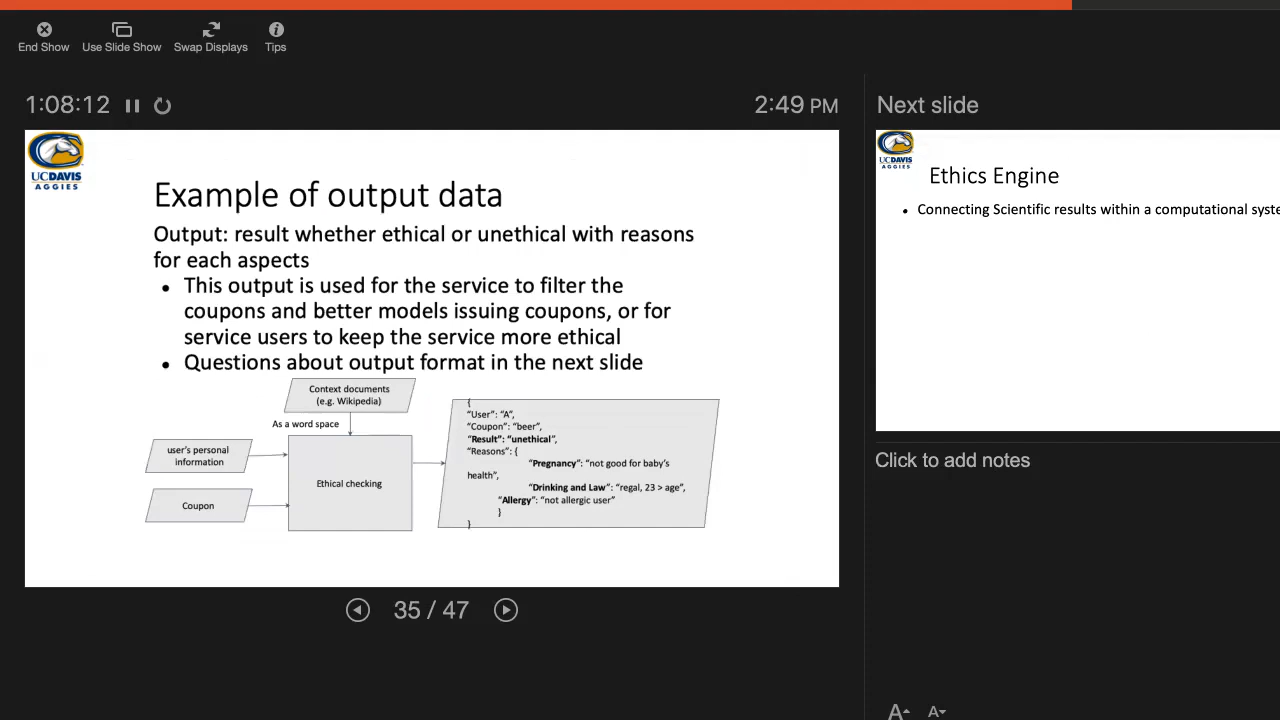 End Show
Use Slide Show
Swap Displays
Tips
1:08:12
2:49 PM
Next slide
UCDAVIS
AGGIES
Example of output data
Output: result whether ethical or unethical with reasons
for each aspects
• This output is used for the service to filter the
coupons and better models issuing coupons, or for
service users to keep the service more ethical
• Questions about output format in the next slide
Context documents
(e.g. Wikipedia)
As a word space
user's personal
information
Coupon
Ethical checking
{
"User": "A",
"Coupon": "beer",
"Result": "unethical",
"Reasons": {
"Pregnancy": "not good for baby's
health",
"Drinking and Law": "regal, 23 > age",
"Allergy": "not allergic user"
}
}
35 / 47
UCDAVIS
AGGIES
Ethics Engine
• Connecting Scientific results within a computational syste
Click to add notes
A
A